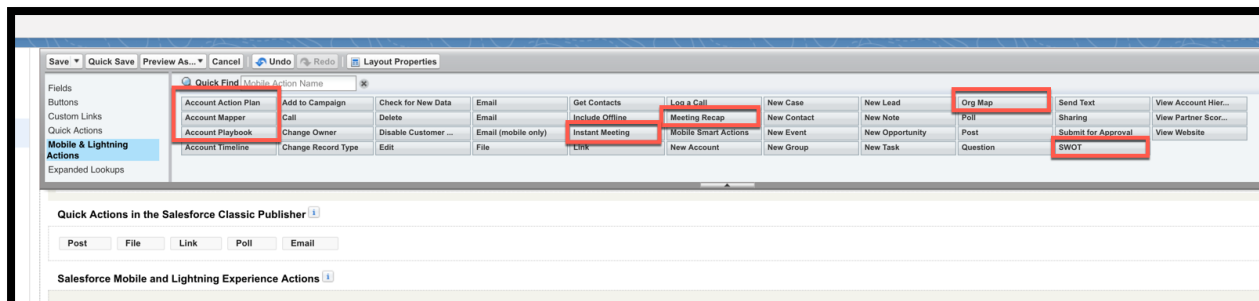 Save ▼ Quick Save Preview As... ▼ Cancel Undo Redo Layout Properties
Fields
Buttons
Custom Links
Quick Actions
Mobile & Lightning
Actions
Expanded Lookups
Quick Find Mobile Action Name
Account Action Plan Add to Campaign Check for New Data Email Get Contacts Log a Call New Case New Lead Org Map Send Text View Account Hier...
Account Mapper Call Delete Email Include Offline Meeting Recap New Contact New Note Poll Sharing View Partner Scor...
Account Playbook Change Owner Disable Customer ... Email (mobile only) Instant Meeting Mobile Smart Actions New Event New Opportunity Post Submit for Approval View Website
Account Timeline Change Record Type Edit File Link New Account New Group New Task Question SWOT
Quick Actions in the Salesforce Classic Publisher i
Post File Link Poll Email
Salesforce Mobile and Lightning Experience Actions i